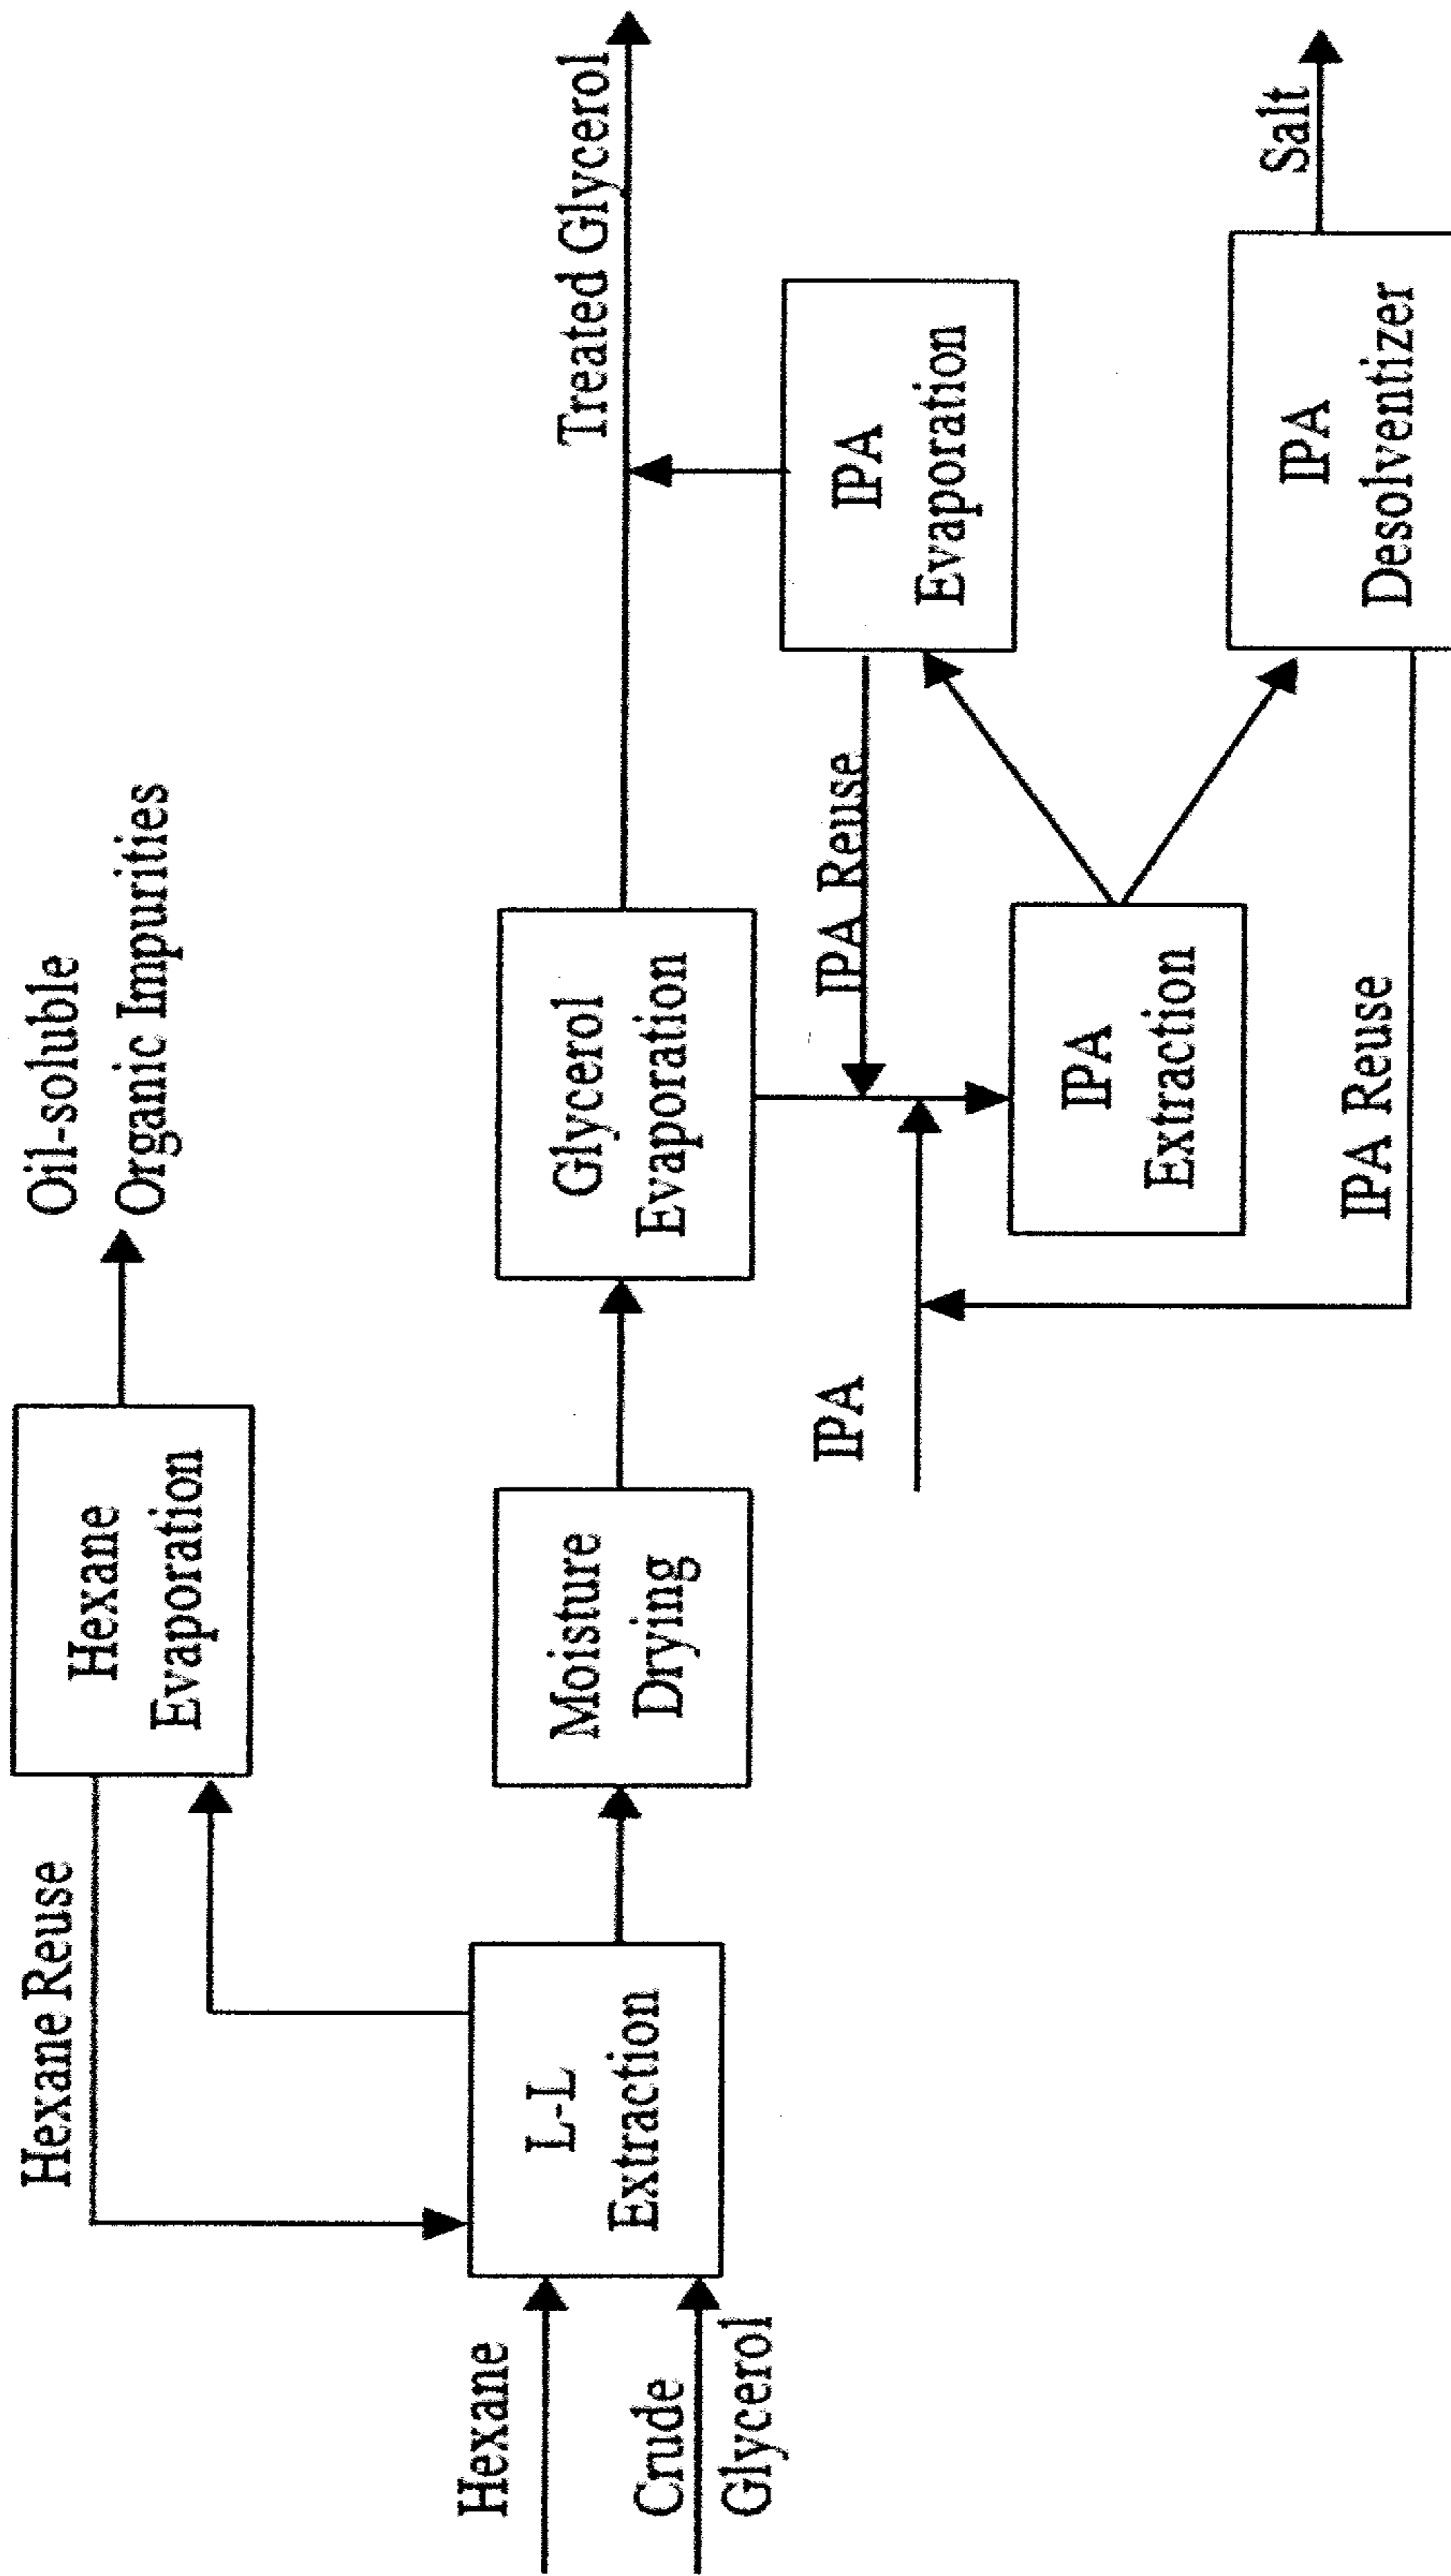 Hexane Reuse
Hexane
Evaporation
Oil-soluble
Organic Impurities
Hexane
Crude
Glycerol
L-L
Extraction
Moisture
Drying
Glycerol
Evaporation
Treated Glycerol
IPA
IPA Reuse
IPA
Evaporation
IPA
Extraction
IPA Reuse
IPA
Desolventizer
Salt